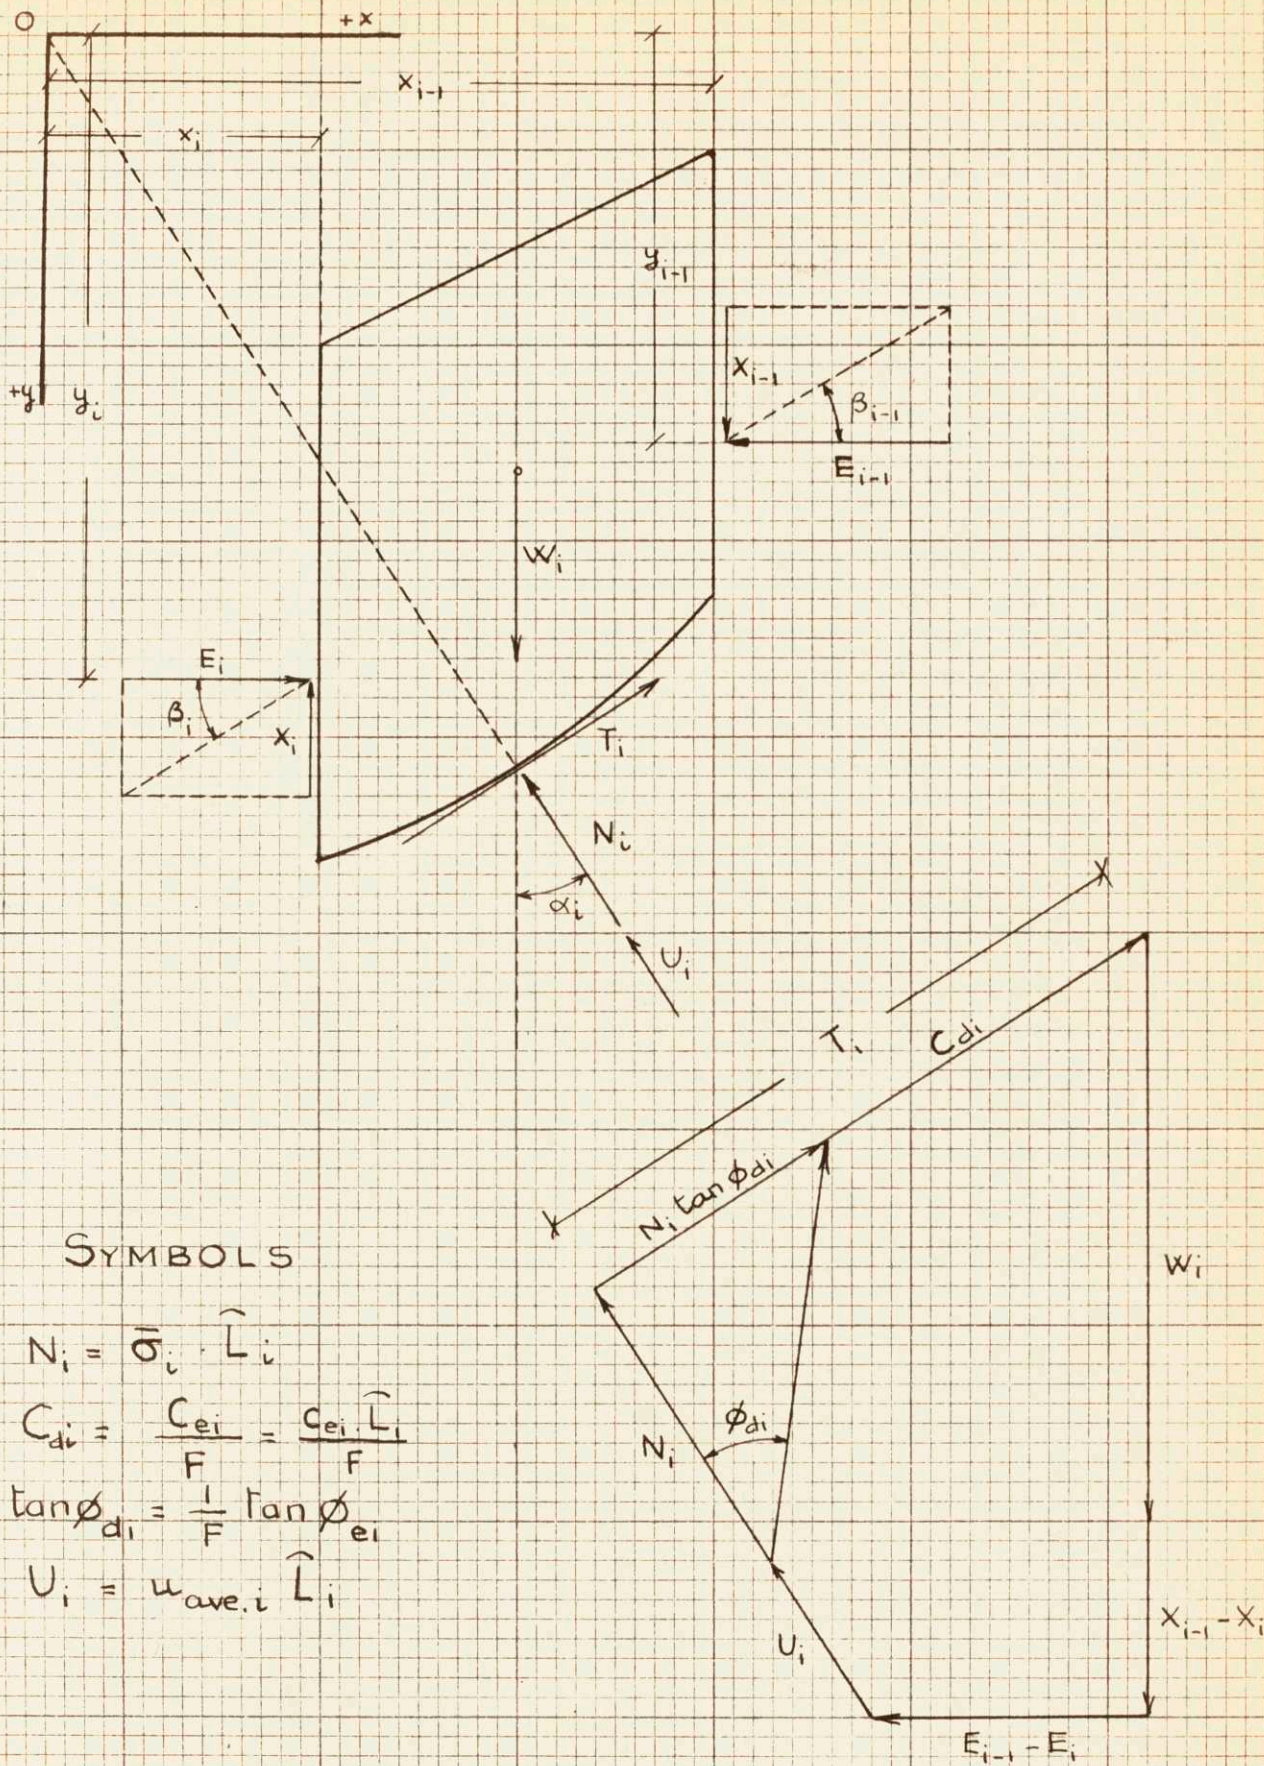 O
+x
x_{i-1}
x_i
y_{i-1}
+y
y_i
X_{i-1}
β_{i-1}
E_{i-1}
W_i
E_i
β_i
X_i
T_i
N_i
α_i
U_i
T_i
C_{di}
N_i tan ϕ_{di}
W_i
ϕ_{di}
N_i
U_i
X_{i-1} - X_i
E_{i-1} - E_i
SYMBOLS
N_i = σ̄_i . L̂_i
C_{di} = C_{ei}/F = c_{ei} . L̂_i/F
tan ϕ_{di} = 1/F tan ϕ_{ei}
U_i = u_{ave.i} L̂_i